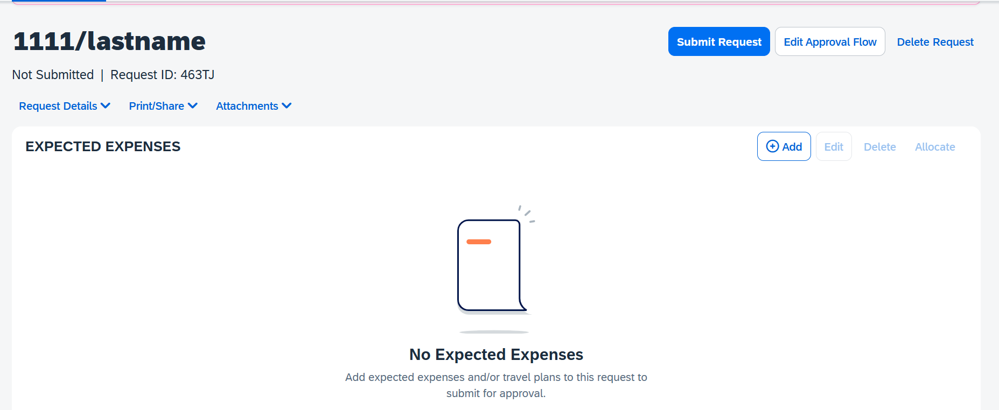 1111/lastname
Submit Request
Edit Approval Flow
Delete Request
Not Submitted | Request ID: 463TJ
Request Details
Print/Share
Attachments
EXPECTED EXPENSES
Add
Edit
Delete
Allocate
No Expected Expenses
Add expected expenses and/or travel plans to this request to
submit for approval.